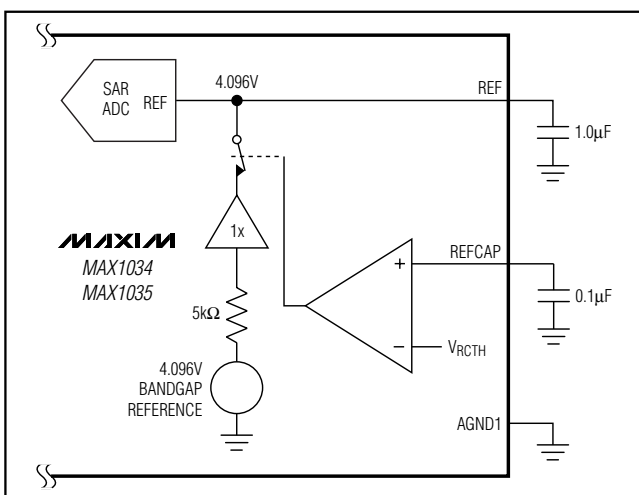 SAR
ADC
REF
4.096V
REF
1.0µF
1x
MAXIM
MAX1034
MAX1035
REFCAP
0.1µF
5kΩ
VRCTH
4.096V
BANDGAP
REFERENCE
AGND1